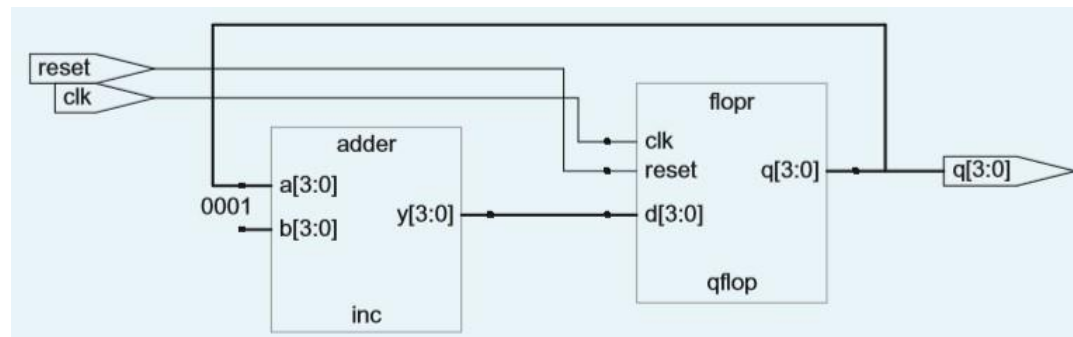 reset
clk
adder
a[3:0]
0001
b[3:0]
y[3:0]
inc
flopr
clk
reset
q[3:0]
d[3:0]
qflop
q[3:0]